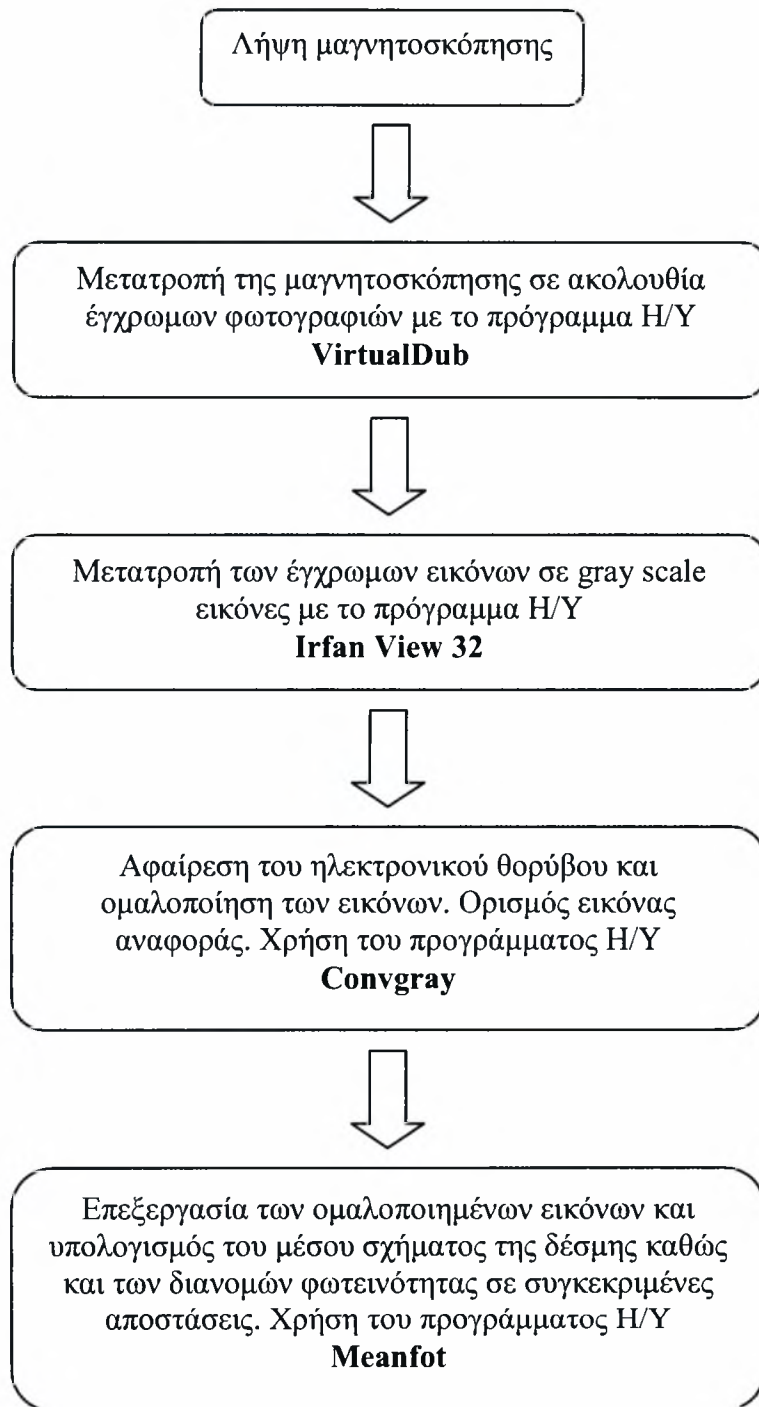 Λήψη μαγνητοσκόπησης
Μετατροπή της μαγνητοσκόπησης σε ακολουθία
έγχρωμων φωτογραφιών με το πρόγραμμα Η/Υ
VirtualDub
Μετατροπή των έγχρωμων εικόνων σε gray scale
εικόνες με το πρόγραμμα Η/Υ
Irfan View 32
Αφαίρεση του ηλεκτρονικού θορύβου και
ομαλοποίηση των εικόνων. Ορισμός εικόνας
αναφοράς. Χρήση του προγράμματος Η/Υ
Convgray
Επεξεργασία των ομαλοποιημένων εικόνων και
υπολογισμός του μέσου σχήματος της δέσμης καθώς
και των διανομών φωτεινότητας σε συγκεκριμένες
αποστάσεις. Χρήση του προγράμματος Η/Υ
Meanfot